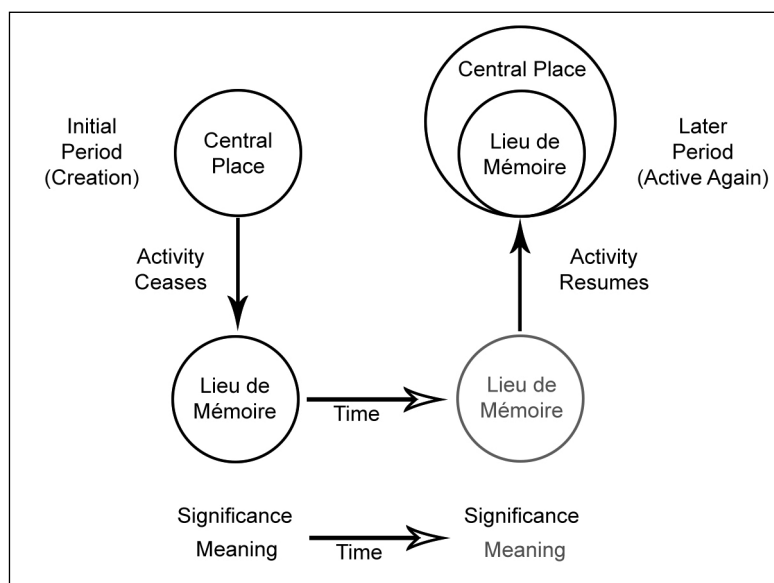 Initial
Period
(Creation)
Central
Place
Central Place
Lieu de
Mémoire
Later
Period
(Active Again)
Activity
Ceases
Activity
Resumes
Lieu de
Mémoire
Time
Lieu de
Mémoire
Significance
Meaning
Time
Significance
Meaning